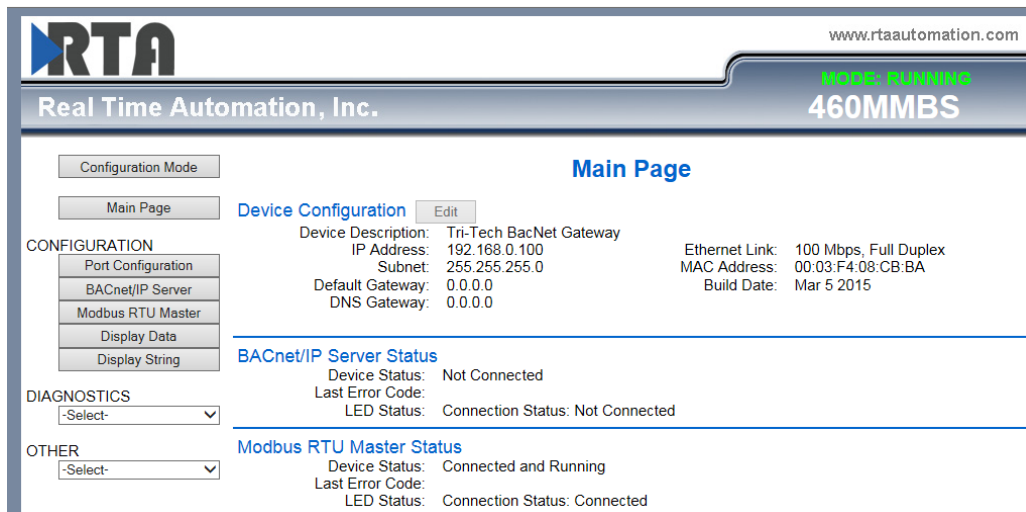 RTA
www.rtaautomation.com
MODE: RUNNING
Real Time Automation, Inc.
460MMBS
Configuration Mode
Main Page
CONFIGURATION
Port Configuration
BACnet/IP Server
Modbus RTU Master
Display Data
Display String
DIAGNOSTICS
-Select-
OTHER
-Select-
Main Page
Device Configuration Edit
Device Description: Tri-Tech BacNet Gateway
IP Address: 192.168.0.100 Ethernet Link: 100 Mbps, Full Duplex
Subnet: 255.255.255.0 MAC Address: 00:03:F4:08:CB:BA
Default Gateway: 0.0.0.0 Build Date: Mar 5 2015
DNS Gateway: 0.0.0.0
BACnet/IP Server Status
Device Status: Not Connected
Last Error Code:
LED Status: Connection Status: Not Connected
Modbus RTU Master Status
Device Status: Connected and Running
Last Error Code:
LED Status: Connection Status: Connected